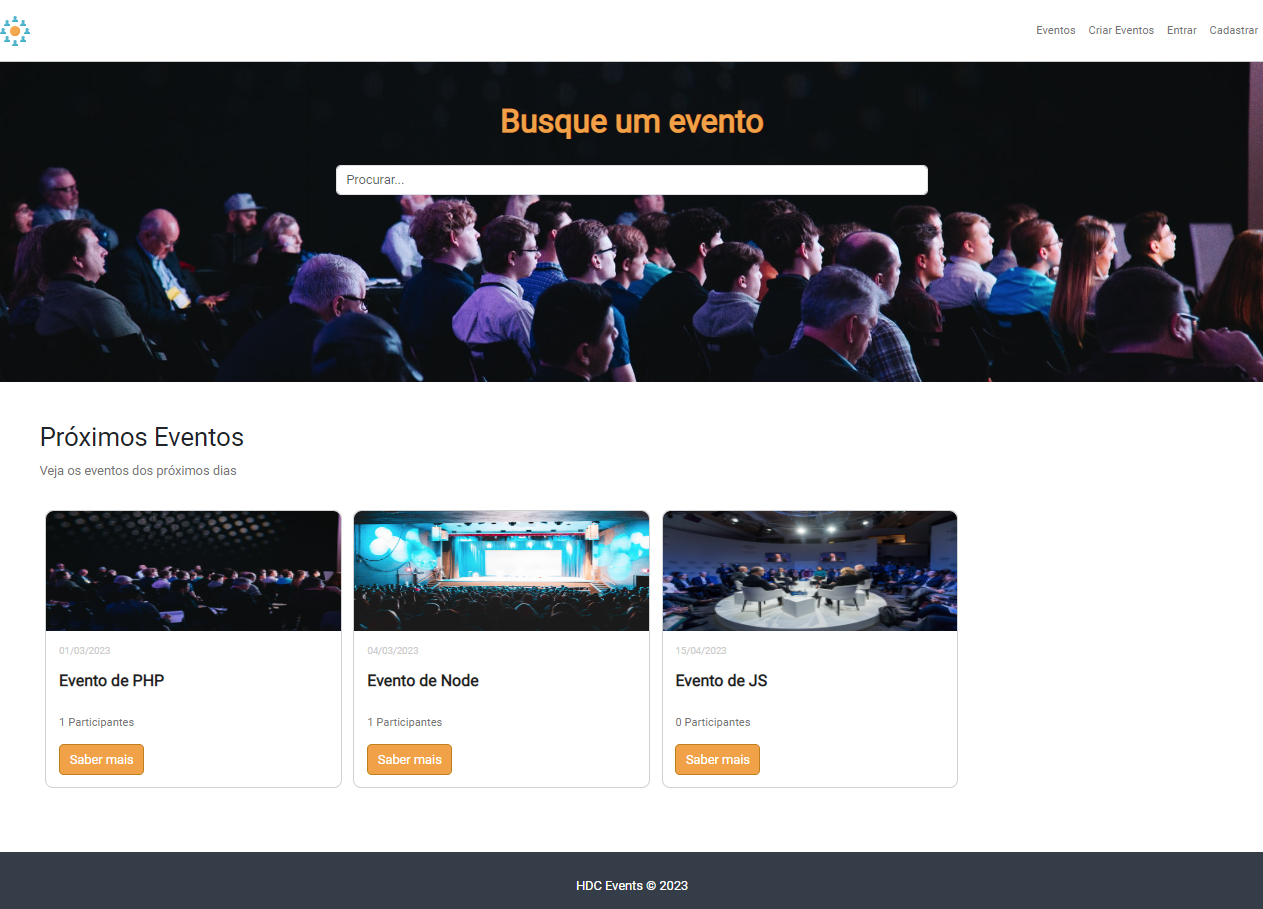 Eventos Criar Eventos Entrar Cadastrar
Busque um evento
Procurar...
Próximos Eventos
Veja os eventos dos próximos dias
01/03/2023
Evento de PHP
1 Participantes
Saber mais
04/03/2023
Evento de Node
1 Participantes
Saber mais
15/04/2023
Evento de JS
0 Participantes
Saber mais
HDC Events © 2023